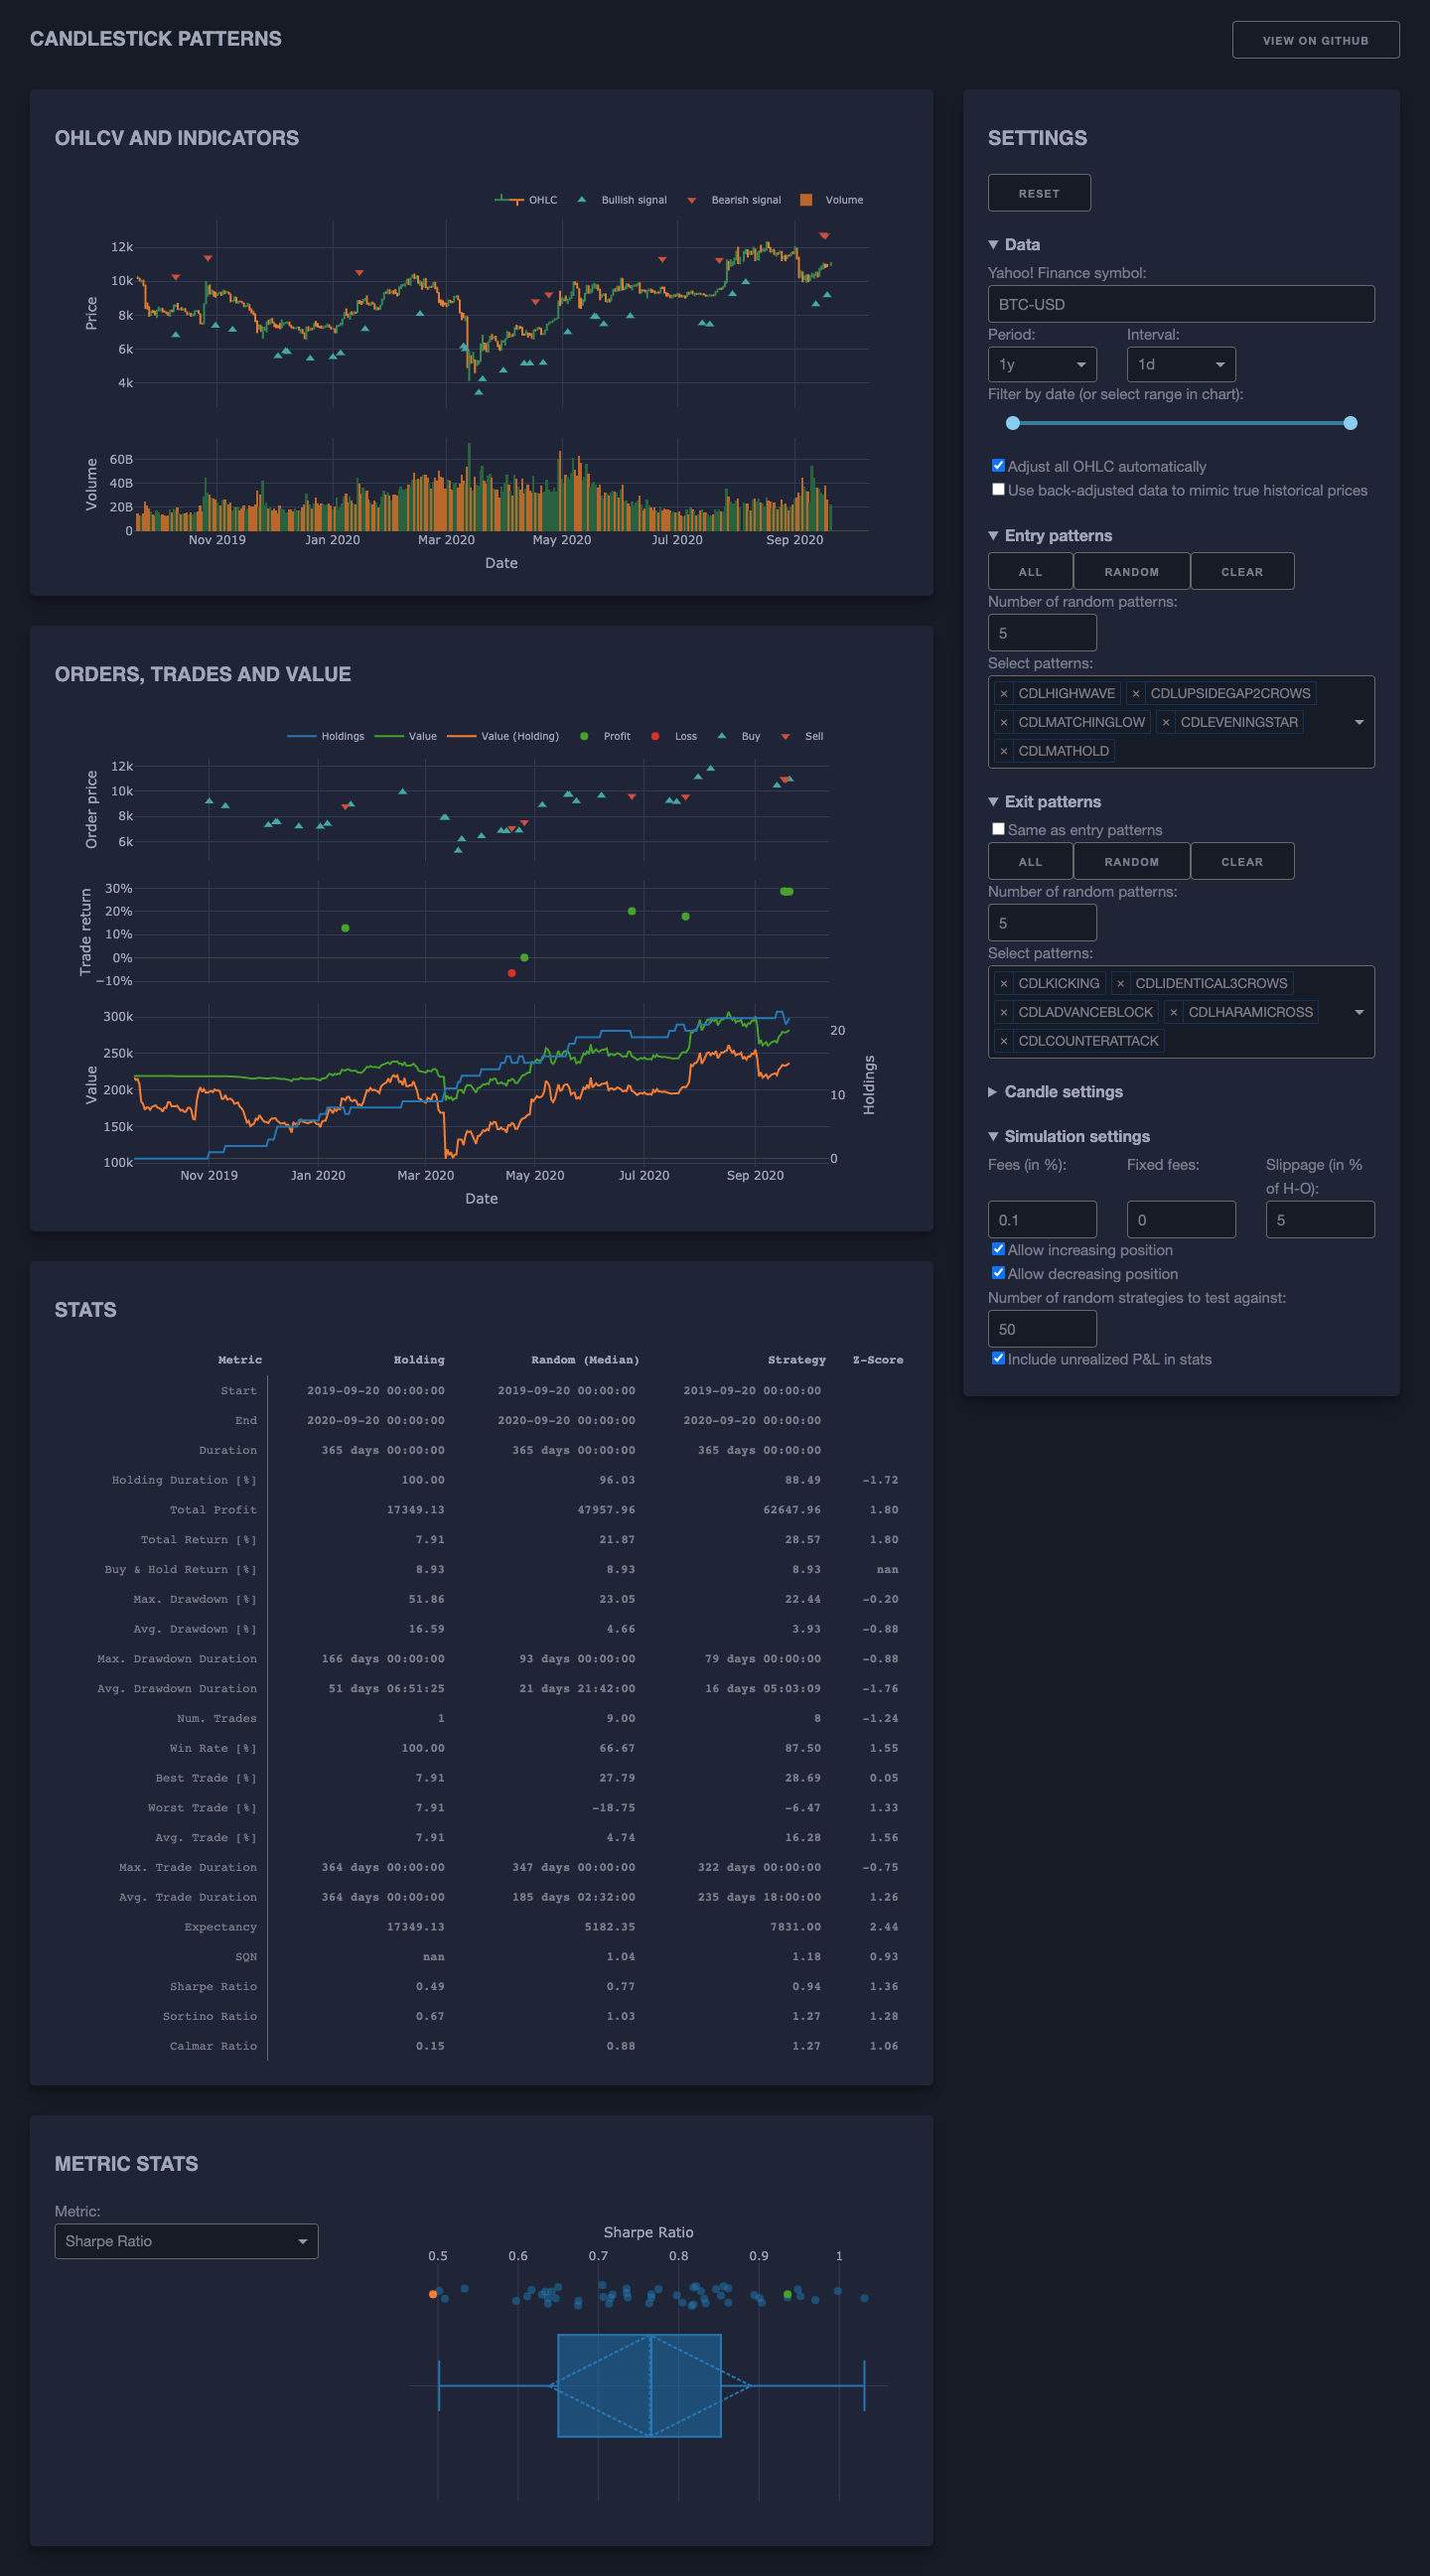 CANDLESTICK PATTERNS
VIEW ON GITHUB
OHLCV AND INDICATORS
OHLC Bullish signal Bearish signal Volume
12k
10k
8k
6k
4k
Price
60B
40B
20B
0
Volume
Nov 2019 Jan 2020 Mar 2020 May 2020 Jul 2020 Sep 2020
Date
ORDERS, TRADES AND VALUE
Holdings Value Value (Holding) Profit Loss Buy Sell
12k
10k
8k
6k
Order price
30%
20%
10%
0%
−10%
Trade return
300k
250k
200k
150k
100k
Value
20
10
0
Holdings
Nov 2019 Jan 2020 Mar 2020 May 2020 Jul 2020 Sep 2020
Date
STATS
Metric Holding Random (Median) Strategy Z-Score
Start 2019-09-20 00:00:00 2019-09-20 00:00:00 2019-09-20 00:00:00
End 2020-09-20 00:00:00 2020-09-20 00:00:00 2020-09-20 00:00:00
Duration 365 days 00:00:00 365 days 00:00:00 365 days 00:00:00
Holding Duration [%] 100.00 96.03 88.49 -1.72
Total Profit 17349.13 47957.96 62647.96 1.80
Total Return [%] 7.91 21.87 28.57 1.80
Buy & Hold Return [%] 8.93 8.93 8.93 nan
Max. Drawdown [%] 51.86 23.05 22.44 -0.20
Avg. Drawdown [%] 16.59 4.66 3.93 -0.88
Max. Drawdown Duration 166 days 00:00:00 93 days 00:00:00 79 days 00:00:00 -0.88
Avg. Drawdown Duration 51 days 06:51:25 21 days 21:42:00 16 days 05:03:09 -1.76
Num. Trades 1 9.00 8 -1.24
Win Rate [%] 100.00 66.67 87.50 1.55
Best Trade [%] 7.91 27.79 28.69 0.05
Worst Trade [%] 7.91 -18.75 -6.47 1.33
Avg. Trade [%] 7.91 4.74 16.28 1.56
Max. Trade Duration 364 days 00:00:00 347 days 00:00:00 322 days 00:00:00 -0.75
Avg. Trade Duration 364 days 00:00:00 185 days 02:32:00 235 days 18:00:00 1.26
Expectancy 17349.13 5182.35 7831.00 2.44
SQN nan 1.04 1.18 0.93
Sharpe Ratio 0.49 0.77 0.94 1.36
Sortino Ratio 0.67 1.03 1.27 1.28
Calmar Ratio 0.15 0.88 1.27 1.06
METRIC STATS
Metric:
Sharpe Ratio
Sharpe Ratio
0.5 0.6 0.7 0.8 0.9 1
SETTINGS
RESET
▼ Data
Yahoo! Finance symbol:
BTC-USD
Period: Interval:
1y 1d
Filter by date (or select range in chart):
Adjust all OHLC automatically
Use back-adjusted data to mimic true historical prices
▼ Entry patterns
ALL RANDOM CLEAR
Number of random patterns:
5
Select patterns:
× CDLHIGHWAVE × CDLUPSIDEGAP2CROWS
× CDLMATCHINGLOW × CDLEVENINGSTAR
× CDLMATHOLD
▼ Exit patterns
Same as entry patterns
ALL RANDOM CLEAR
Number of random patterns:
5
Select patterns:
× CDLKICKING × CDLIDENTICAL3CROWS
× CDLADVANCEBLOCK × CDLHARAMICROSS
× CDLCOUNTERATTACK
▶ Candle settings
▼ Simulation settings
Fees (in %): Fixed fees: Slippage (in %
of H-O):
0.1 0 5
Allow increasing position
Allow decreasing position
Number of random strategies to test against:
50
Include unrealized P&L in stats